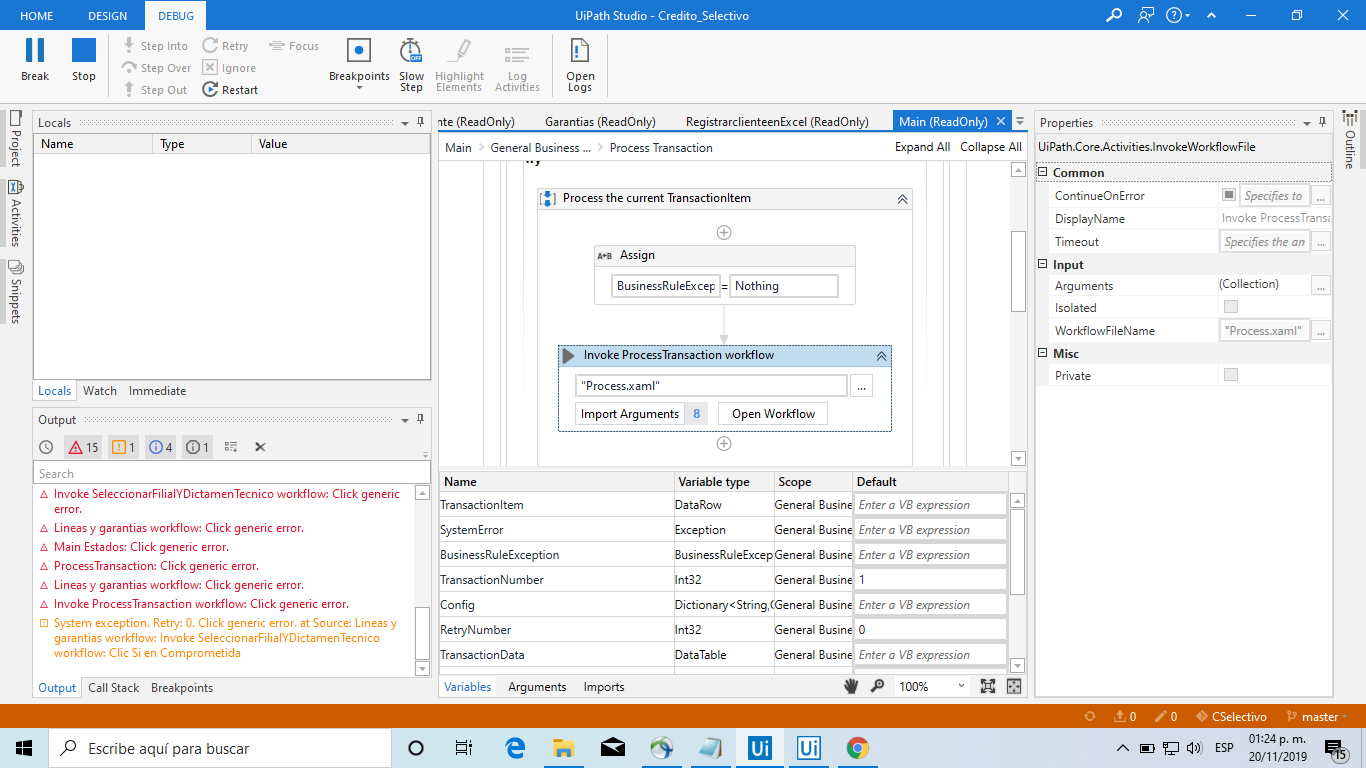 HOME DESIGN DEBUG UiPath Studio - Credito_Selectivo
Break
Stop
Step Into
Step Over
Step Out
Retry
Ignore
Restart
Focus
Breakpoints
Slow
Step
Highlight
Elements
Log
Activities
Open
Logs
Project
Activities
Snippets
Locals
Name Type Value
Locals Watch Immediate
Output
15 1 4 1
Search
Invoke SeleccionarFilialYDictamenTecnico workflow: Click generic
error.
Lineas y garantias workflow: Click generic error.
Main Estados: Click generic error.
ProcessTransaction: Click generic error.
Lineas y garantias workflow: Click generic error.
Invoke ProcessTransaction workflow: Click generic error.
System exception. Retry: 0. Click generic error. at Source: Lineas y
garantias workflow: Invoke SeleccionarFilialYDictamenTecnico
workflow: Clic Si en Comprometida
Output Call Stack Breakpoints
nte (ReadOnly) Garantias (ReadOnly) RegistrarclienteenExcel (ReadOnly) Main (ReadOnly)
Main General Business ... Process Transaction Expand All Collapse All
Process the current TransactionItem
A+B Assign
BusinessRuleExcep = Nothing
Invoke ProcessTransaction workflow
"Process.xaml" ...
Import Arguments 8 Open Workflow
Name Variable type Scope Default
TransactionItem DataRow General Busine Enter a VB expression
SystemError Exception General Busine Enter a VB expression
BusinessRuleException BusinessRuleExcep General Busine Enter a VB expression
TransactionNumber Int32 General Busine 1
Config Dictionary<String,O General Busine Enter a VB expression
RetryNumber Int32 General Busine 0
TransactionData DataTable General Busine Enter a VB expression
Variables Arguments Imports 100%
Properties
UiPath.Core.Activities.InvokeWorkflowFile
Common
ContinueOnError Specifies to ...
DisplayName Invoke ProcessTransa
Timeout Specifies the an ...
Input
Arguments (Collection) ...
Isolated
WorkflowFileName "Process.xaml" ...
Misc
Private
Outline
0 0 CSelectivo master
Escribe aquí para buscar
Ui Ui
ESP
01:24 p. m.
20/11/2019
15